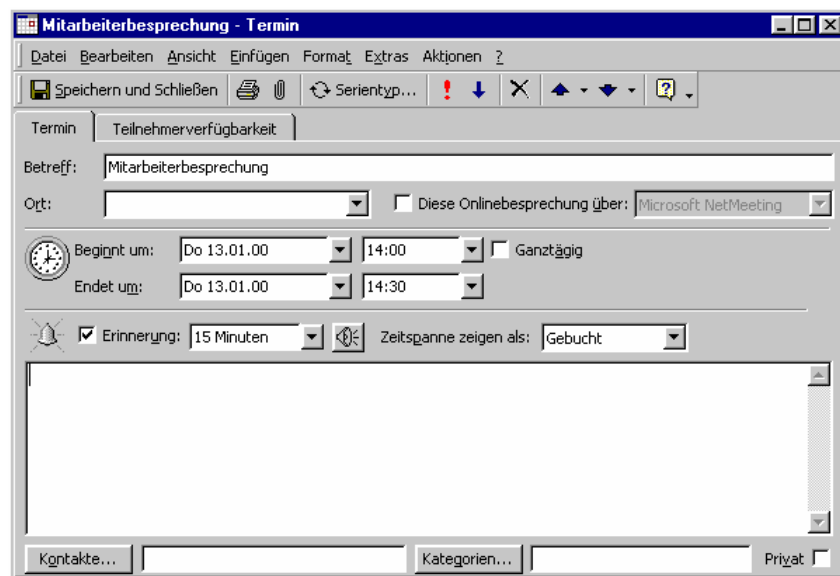 Mitarbeiterbesprechung - Termin
Datei Bearbeiten Ansicht Einfügen Format Extras Aktionen ?
Speichern und Schließen Serientyp...
Termin Teilnehmerverfügbarkeit
Betreff: Mitarbeiterbesprechung
Ort: Diese Onlinebesprechung über: Microsoft NetMeeting
Beginnt um: Do 13.01.00 14:00 Ganztägig
Endet um: Do 13.01.00 14:30
Erinnerung: 15 Minuten Zeitspanne zeigen als: Gebucht
Kontakte... Kategorien... Privat